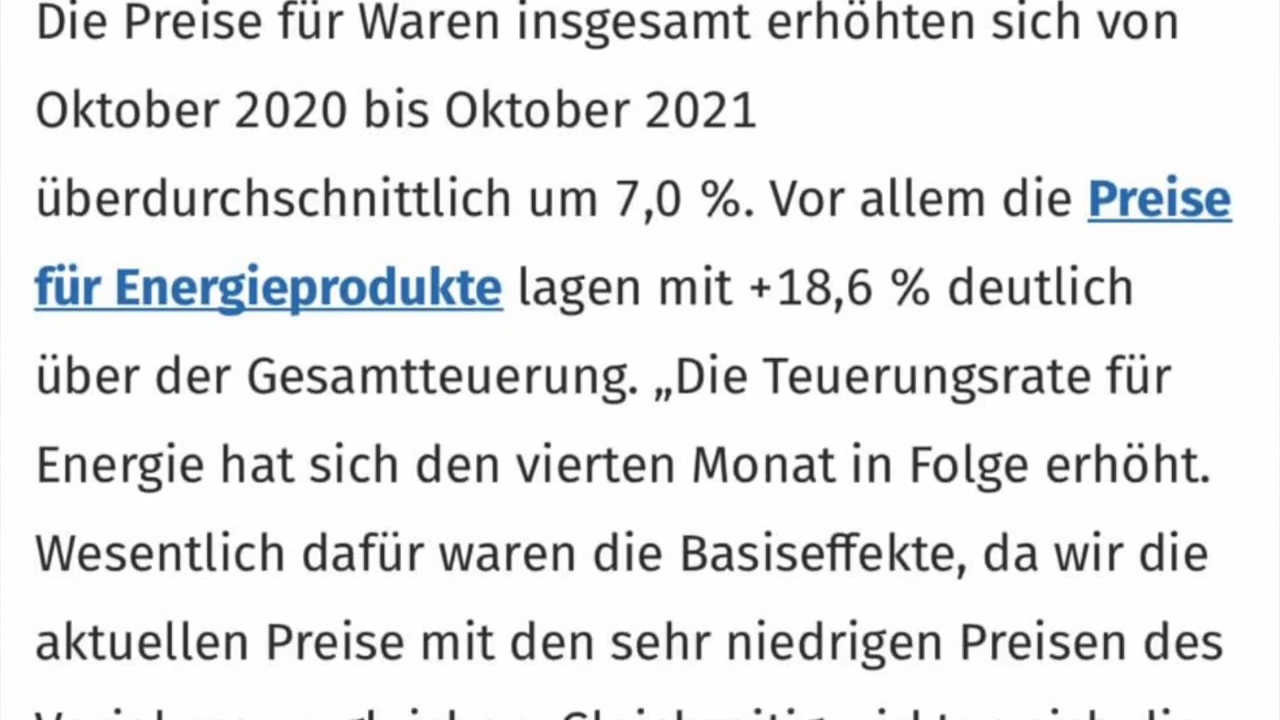 Die Preise für Waren insgesamt erhöhten sich von
Oktober 2020 bis Oktober 2021
überdurchschnittlich um 7,0 %. Vor allem die Preise
für Energieprodukte lagen mit +18,6 % deutlich
über der Gesamtteuerung. „Die Teuerungsrate für
Energie hat sich den vierten Monat in Folge erhöht.
Wesentlich dafür waren die Basiseffekte, da wir die
aktuellen Preise mit den sehr niedrigen Preisen des